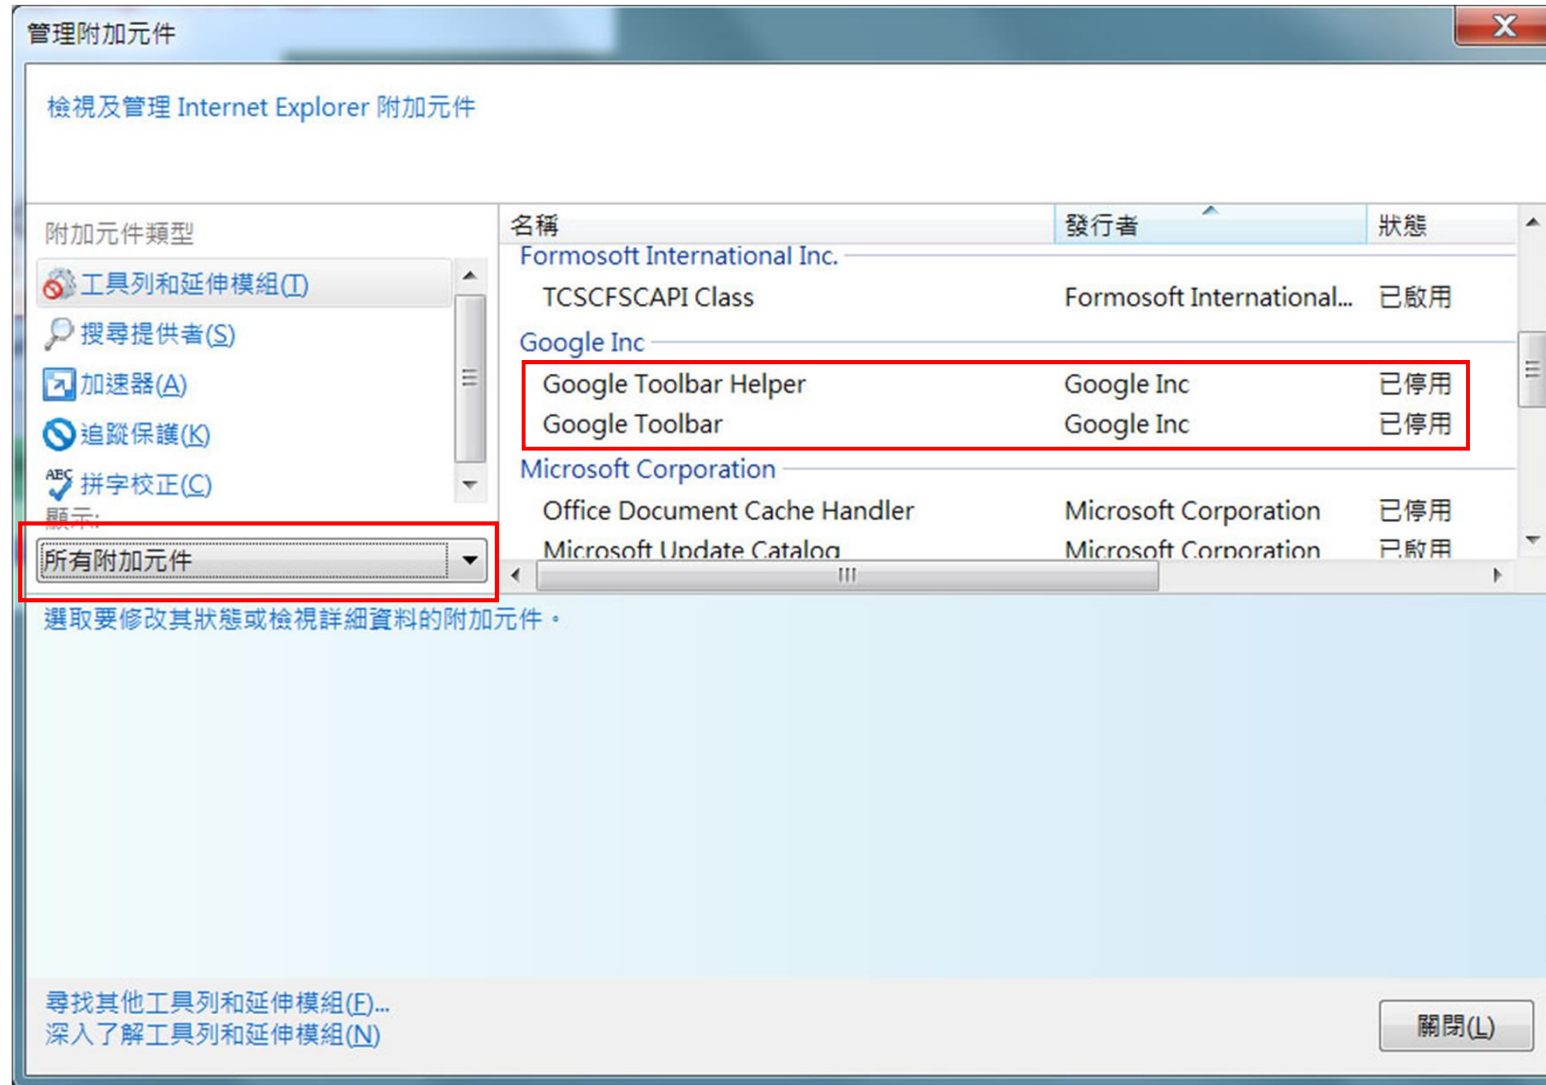 管理附加元件
檢視及管理 Internet Explorer 附加元件
附加元件類型
工具列和延伸模組(T)
搜尋提供者(S)
加速器(A)
追蹤保護(K)
ABC 拼字校正(C)
顯示:
所有附加元件
名稱 發行者 狀態
Formosoft International Inc.
TCSCFSCAPI Class Formosoft International... 已啟用
Google Inc
Google Toolbar Helper Google Inc 已停用
Google Toolbar Google Inc 已停用
Microsoft Corporation
Office Document Cache Handler Microsoft Corporation 已停用
Microsoft Update Catalog Microsoft Corporation 已啟用
選取要修改其狀態或檢視詳細資料的附加元件。
尋找其他工具列和延伸模組(F)...
深入了解工具列和延伸模組(N)
關閉(L)